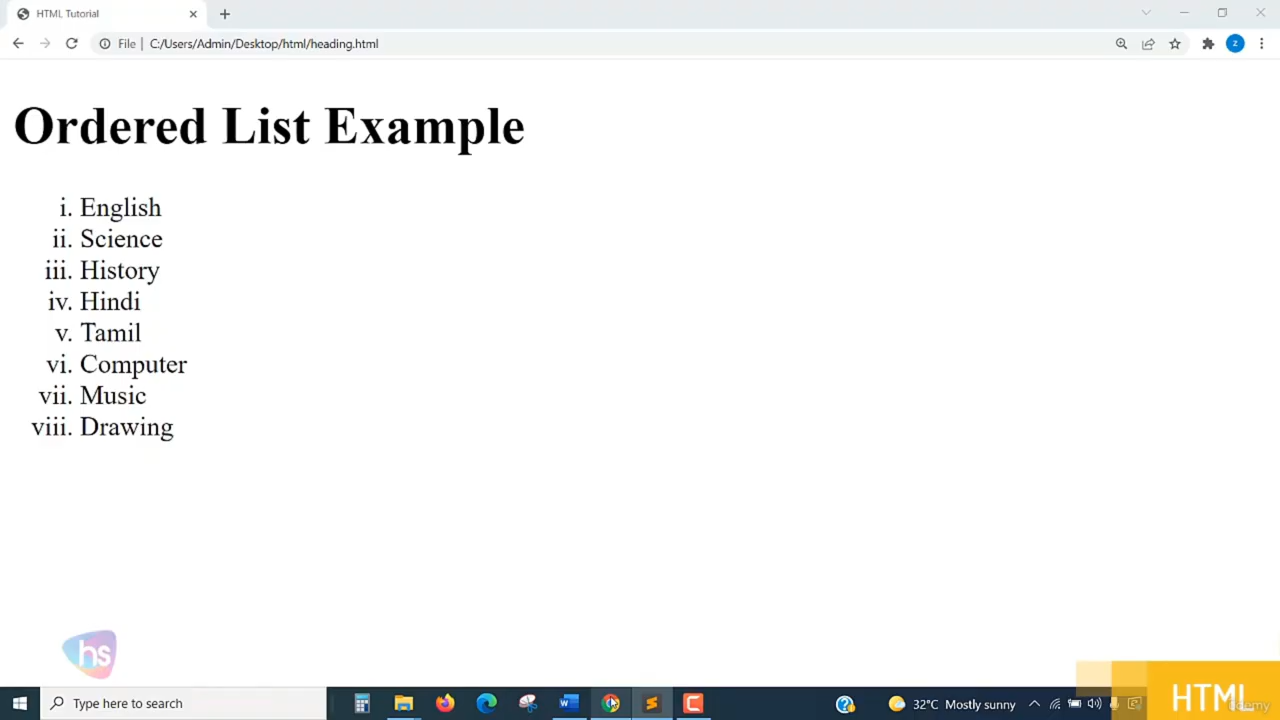 HTML Tutorial
File
C:/Users/Admin/Desktop/html/heading.html
z
Ordered List Example
i. English
ii. Science
iii. History
iv. Hindi
v. Tamil
vi. Computer
vii. Music
viii. Drawing
hs
Type here to search
32°C Mostly sunny
HTML
Udemy